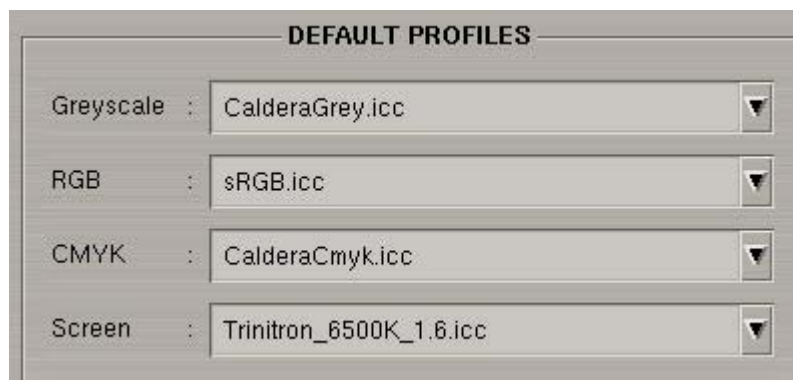 DEFAULT PROFILES
Greyscale : CalderaGrey.icc
RGB : sRGB.icc
CMYK : CalderaCmyk.icc
Screen : Trinitron_6500K_1.6.icc